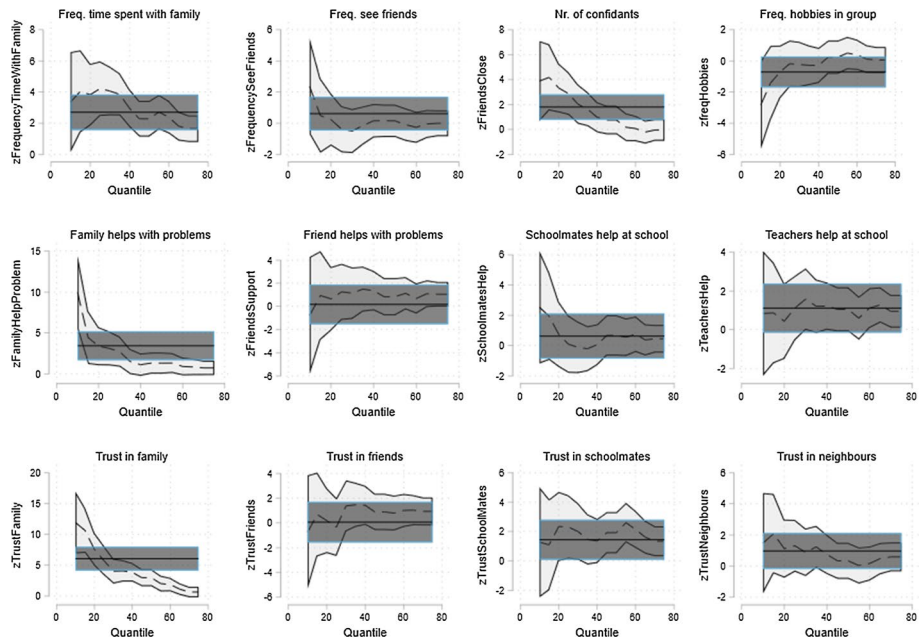 Freq. time spent with family
zFrequencyTimeWithFamily
8
6
4
2
0
0 20 40 60 80
Quantile
Freq. see friends
zFrequencySeeFriends
6
4
2
0
-2
0 20 40 60 80
Quantile
Nr. of confidants
zFriendsClose
8
6
4
2
0
-2
0 20 40 60 80
Quantile
Freq. hobbies in group
zfreqHobbies
2
0
-2
-4
-6
0 20 40 60 80
Quantile
Family helps with problems
zFamilyHelpProblem
15
10
5
0
0 20 40 60 80
Quantile
Friend helps with problems
zFriendsSupport
4
2
0
-2
-4
-6
0 20 40 60 80
Quantile
Schoolmates help at school
zSchoolmatesHelp
6
4
2
0
-2
0 20 40 60 80
Quantile
Teachers help at school
zTeachersHelp
4
2
0
-2
0 20 40 60 80
Quantile
Trust in family
zTrustFamily
20
15
10
5
0
0 20 40 60 80
Quantile
Trust in friends
zTrustFriends
4
2
0
-2
-4
-6
0 20 40 60 80
Quantile
Trust in schoolmates
zTrustSchoolMates
6
4
2
0
-2
0 20 40 60 80
Quantile
Trust in neighbours
zTrustNeighbours
6
4
2
0
-2
0 20 40 60 80
Quantile